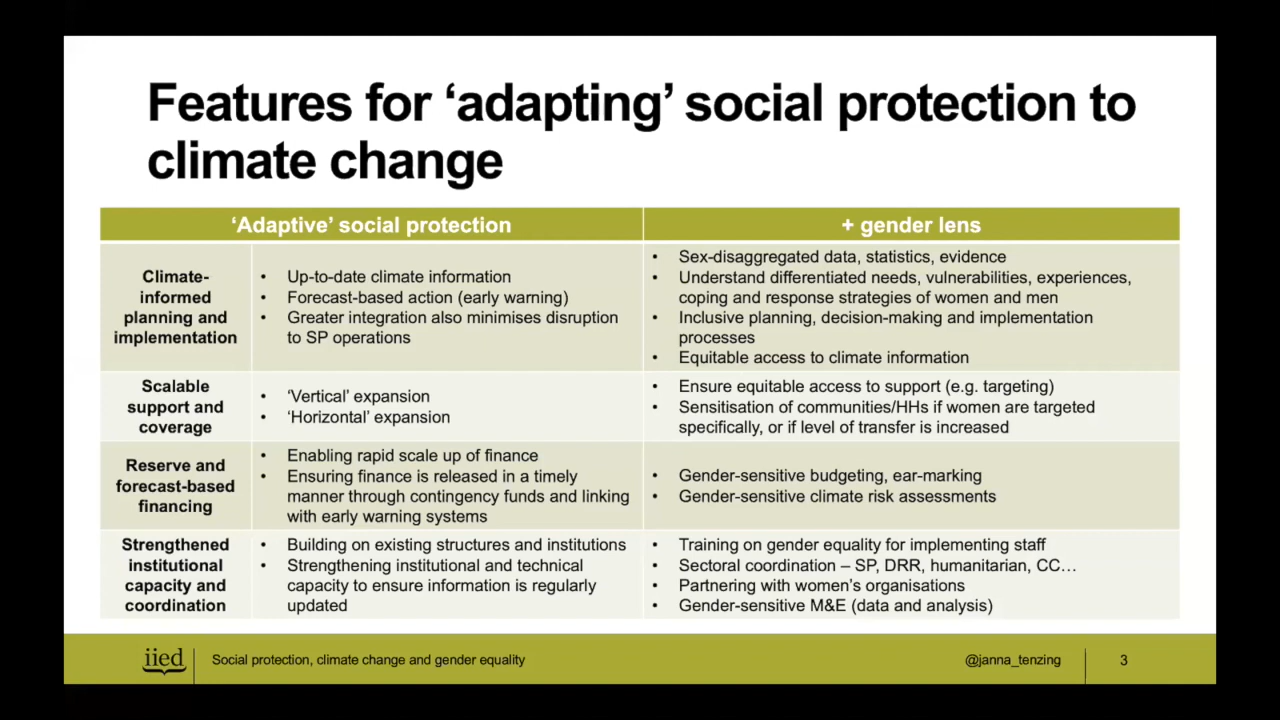 Features for ‘adapting’ social protection to
climate change
‘Adaptive’ social protection
+ gender lens
Climate-
informed
planning and
implementation
• Up-to-date climate information
• Forecast-based action (early warning)
• Greater integration also minimises disruption
to SP operations
• Sex-disaggregated data, statistics, evidence
• Understand differentiated needs, vulnerabilities, experiences,
coping and response strategies of women and men
• Inclusive planning, decision-making and implementation
processes
• Equitable access to climate information
Scalable
support and
coverage
• ‘Vertical’ expansion
• ‘Horizontal’ expansion
• Ensure equitable access to support (e.g. targeting)
• Sensitisation of communities/HHs if women are targeted
specifically, or if level of transfer is increased
Reserve and
forecast-based
financing
• Enabling rapid scale up of finance
• Ensuring finance is released in a timely
manner through contingency funds and linking
with early warning systems
• Gender-sensitive budgeting, ear-marking
• Gender-sensitive climate risk assessments
Strengthened
institutional
capacity and
coordination
• Building on existing structures and institutions
• Strengthening institutional and technical
capacity to ensure information is regularly
updated
• Training on gender equality for implementing staff
• Sectoral coordination – SP, DRR, humanitarian, CC…
• Partnering with women’s organisations
• Gender-sensitive M&E (data and analysis)
iied
Social protection, climate change and gender equality
@janna_tenzing
3